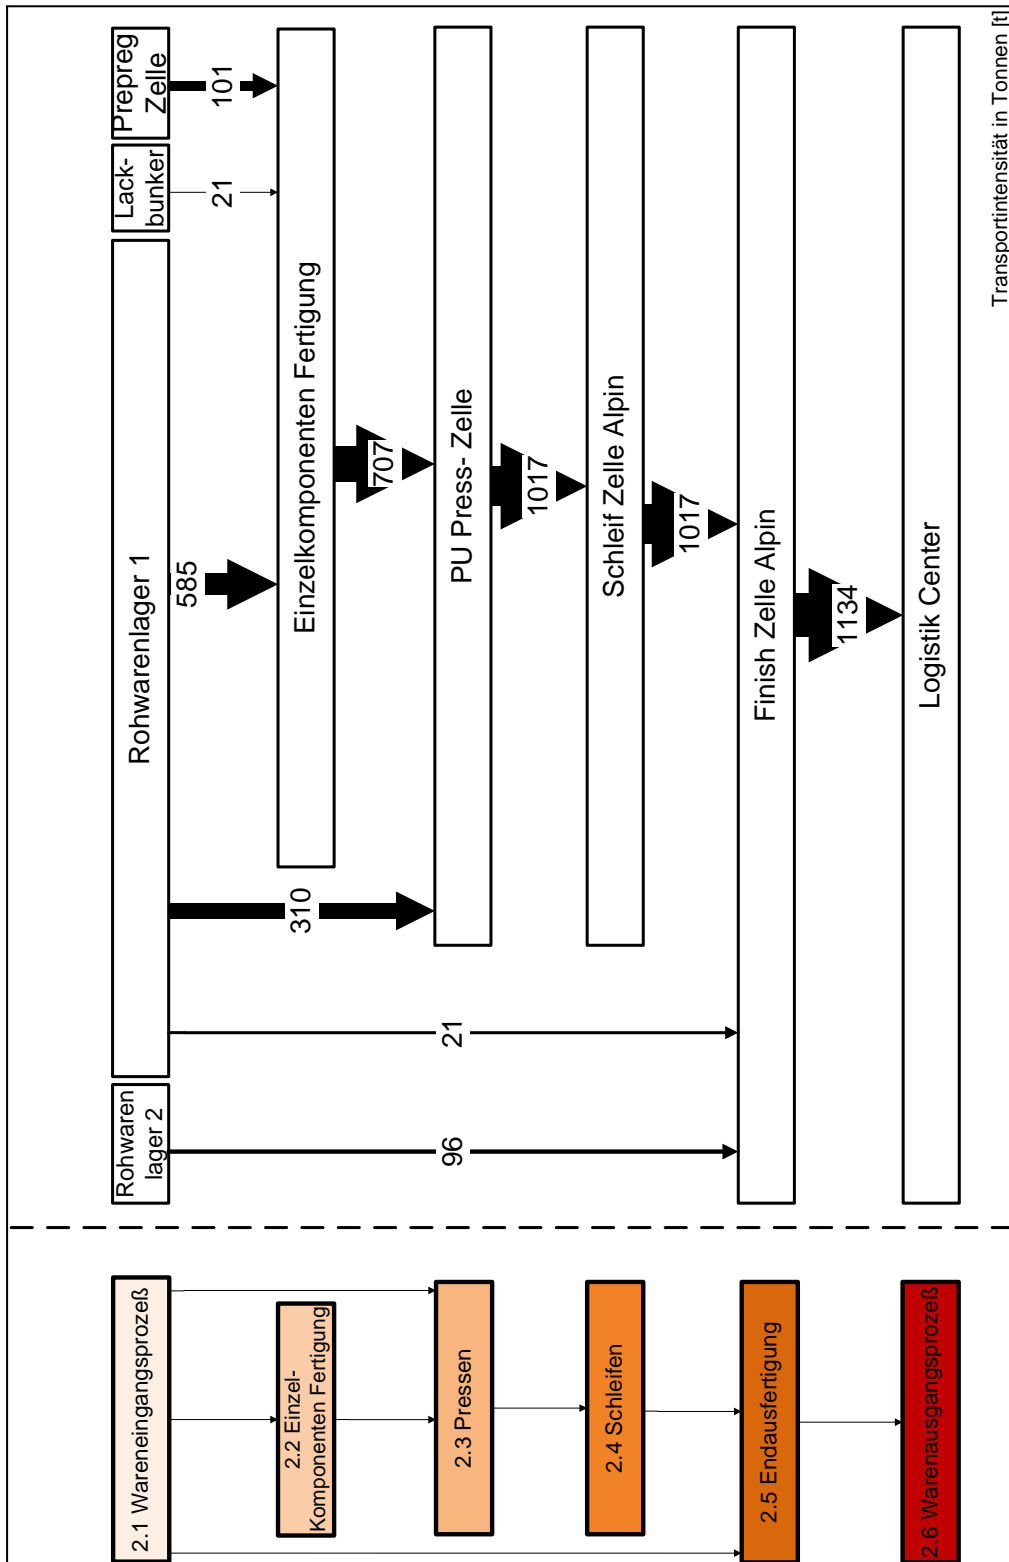 2.1 Wareneingangsprozeß
Rohwaren
lager 2
Rohwarenlager 1
Lack-
bunker
Prepreg
Zelle
585
21
101
2.2 Einzel-
Komponenten Fertigung
Einzelkomponenten Fertigung
96
21
310
707
2.3 Pressen
PU Press- Zelle
1017
2.4 Schleifen
Schleif Zelle Alpin
1017
2.5 Endausfertigung
Finish Zelle Alpin
1134
2.6 Warenausgangsprozeß
Logistik Center
Transportintensität in Tonnen [t]